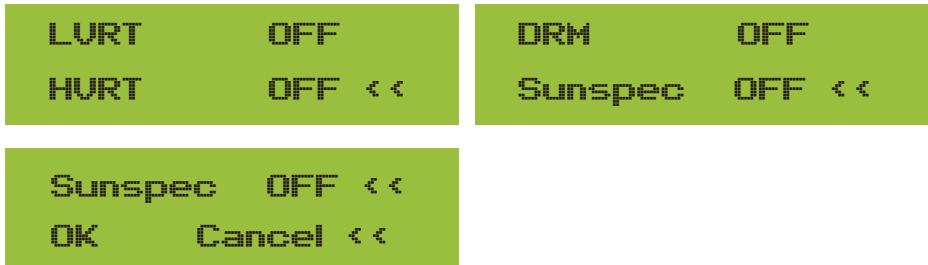 LVRT OFF
HVRT OFF <<
DRM OFF
Sunspec OFF <<
Sunspec OFF <<
OK Cancel <<